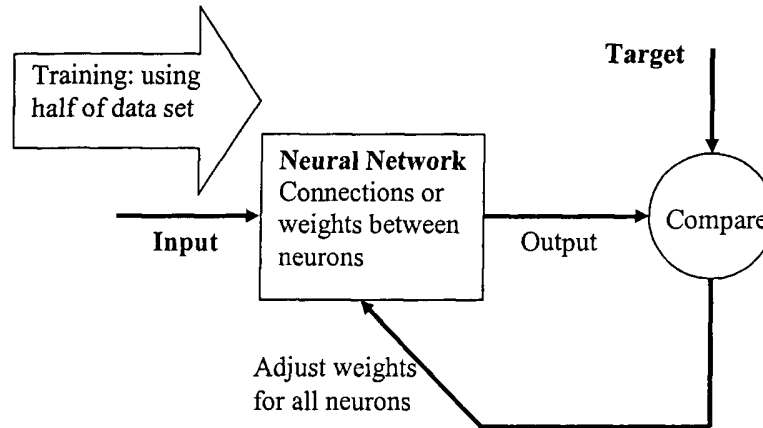 Training: using
half of data set
Target
Neural Network
Connections or
weights between
neurons
Input
Output
Compare
Adjust weights
for all neurons